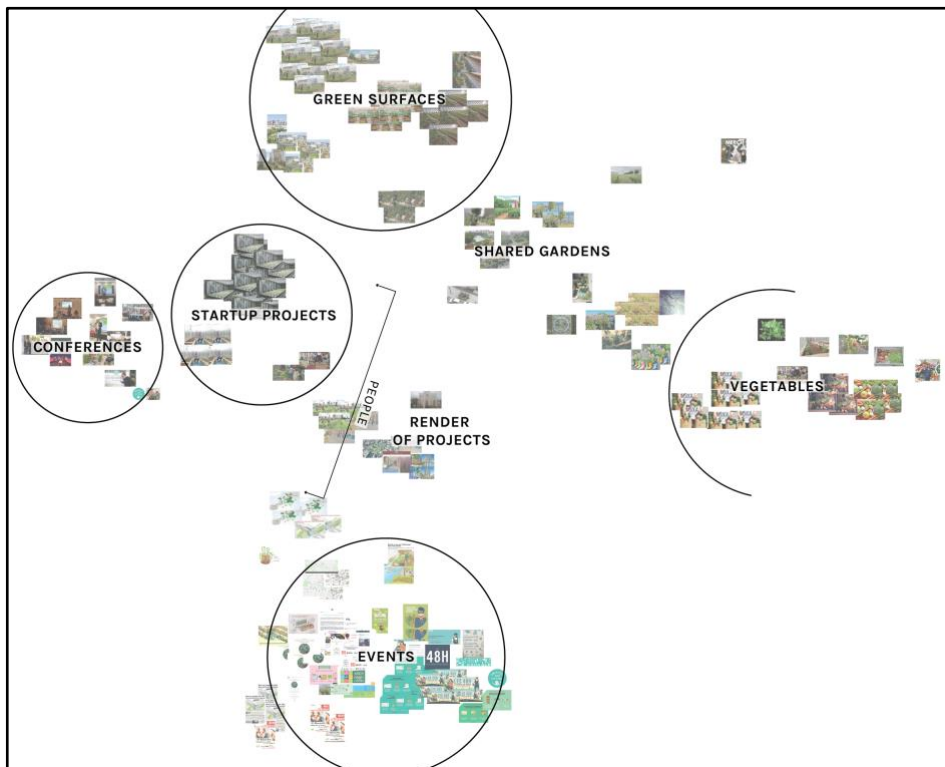 GREEN SURFACES
SHARED GARDENS
STARTUP PROJECTS
CONFERENCES
VEGETABLES
PEOPLE
RENDER
OF PROJECTS
EVENTS
48H